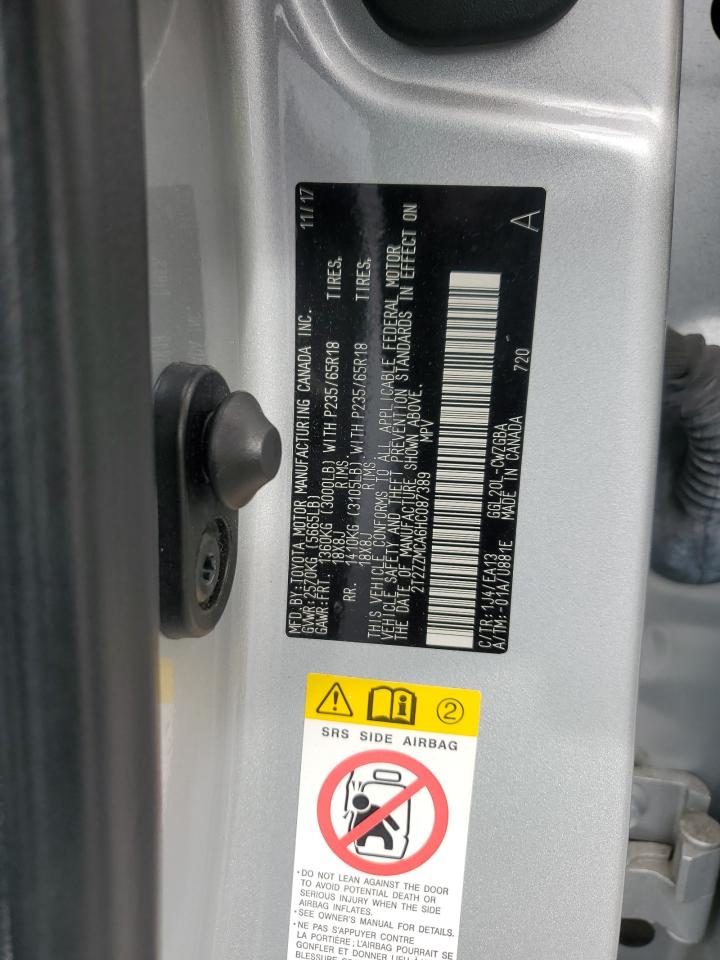 MFD.BY:TOYOTA MOTOR MANUFACTURING CANADA INC. 11/17
GVWR:2570KG (5665LB)
GAWR:FRT. 1360KG (3000LB) WITH P235/65R18 TIRES.
18X8J RIMS.
RR. 1410KG (3105LB) WITH P235/65R18 TIRES.
18X8J RIMS.
THIS VEHICLE CONFORMS TO ALL APPLICABLE FEDERAL MOTOR
VEHICLE SAFETY AND THEFT PREVENTION STANDARDS IN EFFECT ON
THE DATE OF MANUFACTURE SHOWN ABOVE.
2T2ZZMCA6HC087389 MPV
C/TR:1J4/EA13 GGL20L-CWZGBA 720 A
A/TM:-01A/U881E MADE IN CANADA
2
SRS SIDE AIRBAG
• DO NOT LEAN AGAINST THE DOOR
TO AVOID POTENTIAL DEATH OR
SERIOUS INJURY WHEN THE SIDE
AIRBAG INFLATES.
• SEE OWNER'S MANUAL FOR DETAILS.
• NE PAS S'APPUYER CONTRE
LA PORTIÈRE; L'AIRBAG POURRAIT SE
GONFLER ET DONNER LIEU À